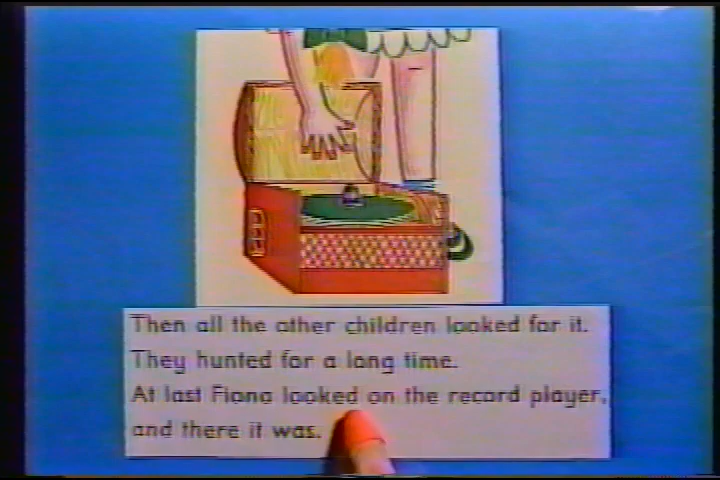 Then all the other children looked for it.
They hunted for a long time.
At last Fiona looked on the record player,
and there it was.